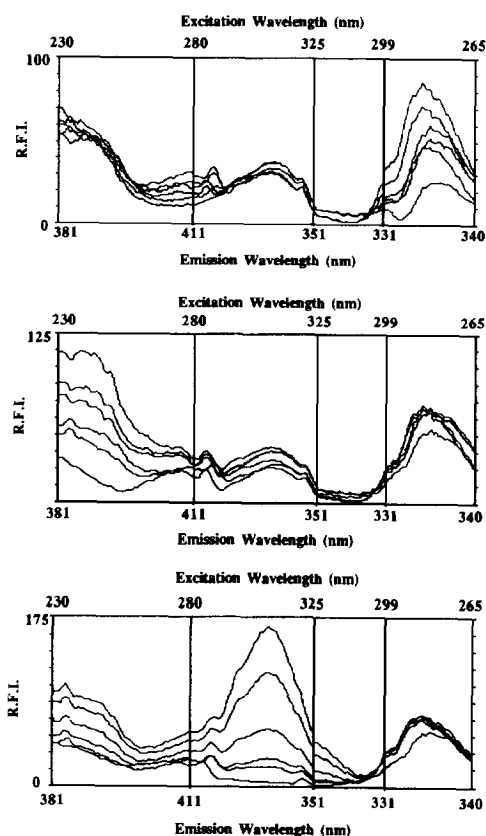 Excitation Wavelength (nm)
230 280 325 299 265
100
R.F.I.
0
381 411 351 331 340
Emission Wavelength (nm)
Excitation Wavelength (nm)
230 280 325 299 265
125
R.F.I.
381 411 351 331 340
Emission Wavelength (nm)
Excitation Wavelength (nm)
230 280 325 299 265
175
R.F.I.
0
381 411 351 331 340
Emission Wavelength (nm)